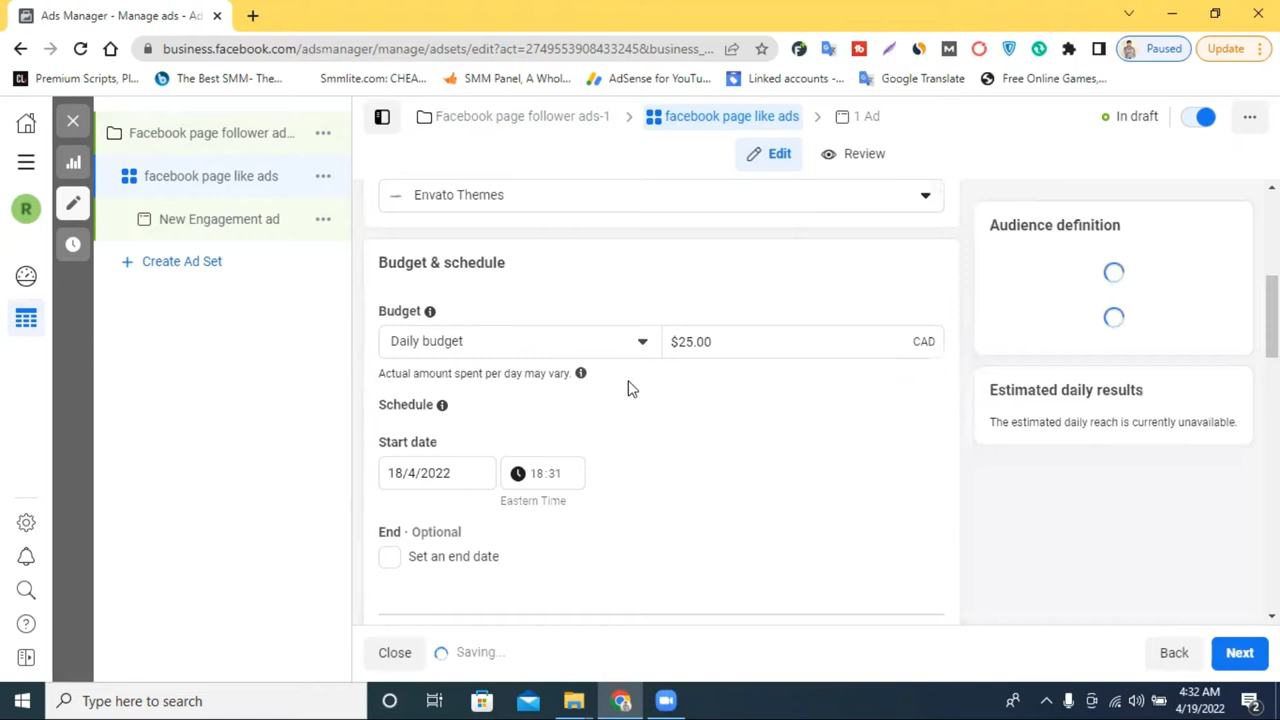 Ads Manager - Manage ads - Ad
business.facebook.com/adsmanager/manage/adsets/edit?act=2749553908433245&business_...
Paused
Update
Premium Scripts, Pl...
The Best SMM- The...
Smmlite.com: CHEA...
SMM Panel, A Whol...
AdSense for YouTu...
Linked accounts -...
Google Translate
Free Online Games,...
Facebook page follower ad...
facebook page like ads
New Engagement ad
+ Create Ad Set
R
Facebook page follower ads-1
facebook page like ads
1 Ad
In draft
Edit
Review
Envato Themes
Budget & schedule
Budget
Daily budget
$25.00
CAD
Actual amount spent per day may vary.
Schedule
Start date
18/4/2022
18:31
Eastern Time
End · Optional
Set an end date
Audience definition
Estimated daily results
The estimated daily reach is currently unavailable.
Close
Saving...
Back
Next
Type here to search
4:32 AM
4/19/2022
2